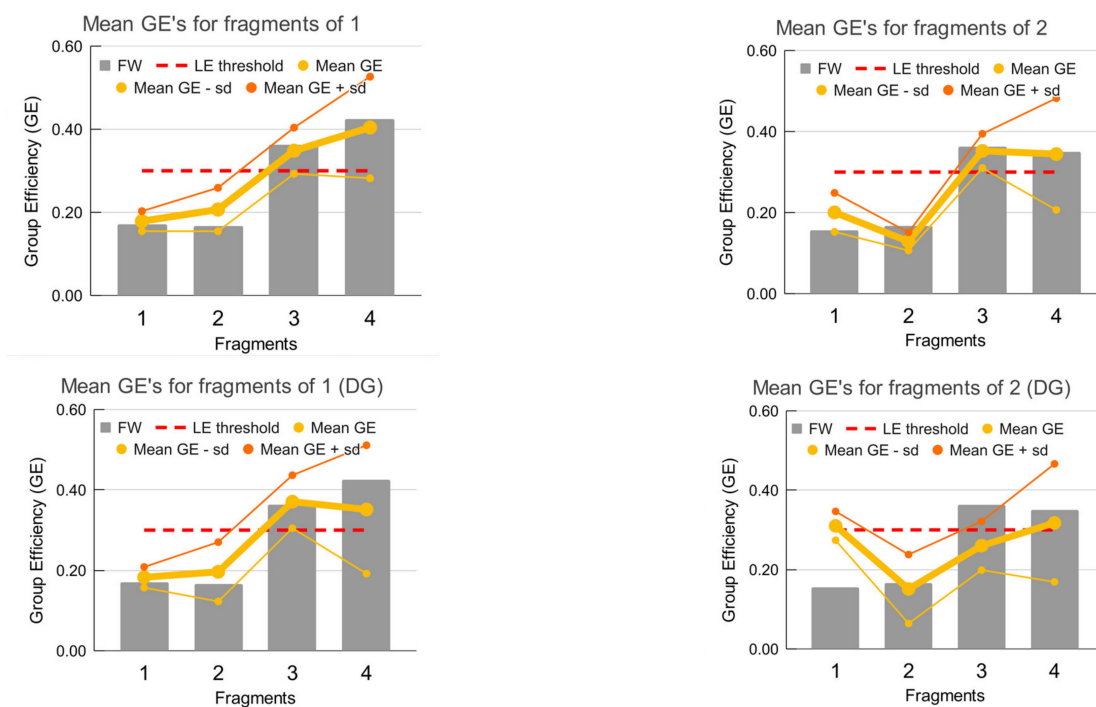 Mean GE's for fragments of 1
0.60
FW LE threshold Mean GE
Mean GE - sd Mean GE + sd
0.40
0.20
0.00
Group Efficiency (GE)
1 2 3 4
Fragments
Mean GE's for fragments of 2
0.60
FW LE threshold Mean GE
Mean GE - sd Mean GE + sd
0.40
0.20
0.00
Group Efficiency (GE)
1 2 3 4
Fragments
Mean GE's for fragments of 1 (DG)
0.60
FW LE threshold Mean GE
Mean GE - sd Mean GE + sd
0.40
0.20
0.00
Group Efficiency (GE)
1 2 3 4
Fragments
Mean GE's for fragments of 2 (DG)
0.60
FW LE threshold Mean GE
Mean GE - sd Mean GE + sd
0.40
0.20
0.00
Group Efficiency (GE)
1 2 3 4
Fragments